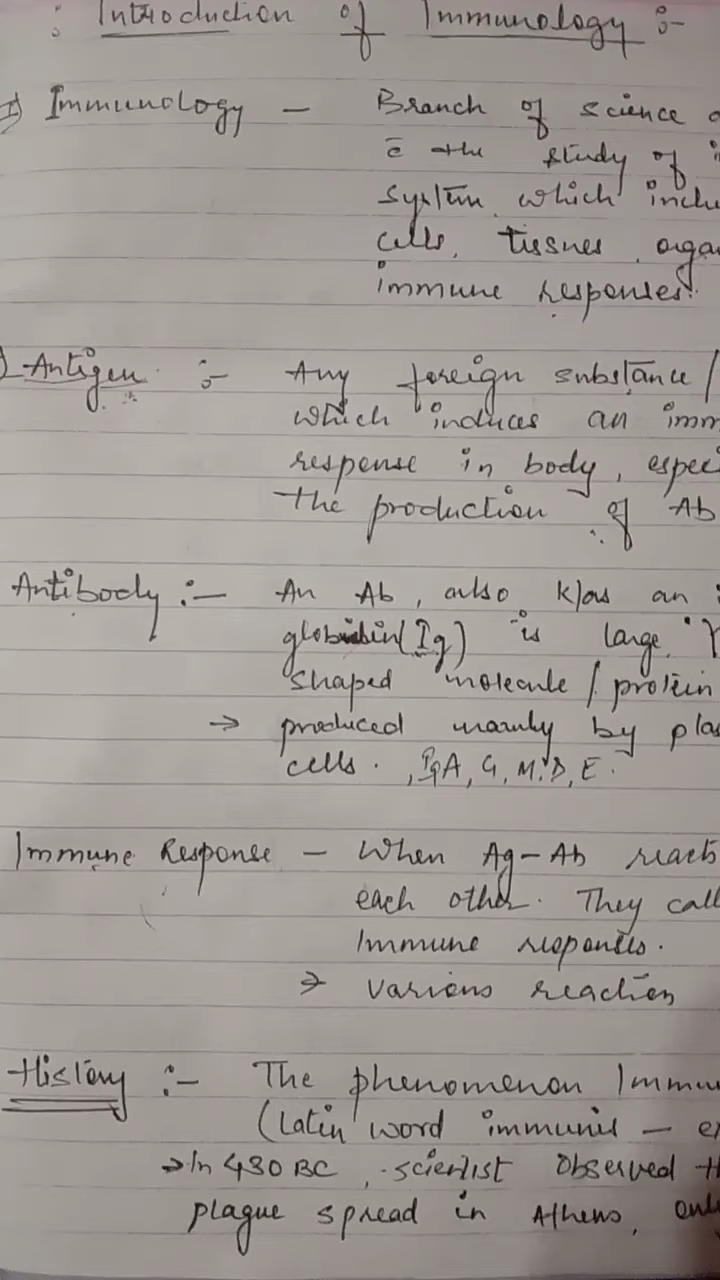 : Introduction of Immunology :-
Immunology — Branch of science
c̄ the study of
system which inclu
cells, tissues, orga
immune responses.
Antigen :- Any foreign substance /
which induces an imm
response in body, espec
the production of Ab
Antibody :- An Ab, also k/as an
globulin (Ig) is large Y
shaped molecule / protein
→ produced mainly by pla
cells. , IgA, G, M, D, E.
Immune Response — When Ag-Ab reacts
each other. They call
Immune responses.
→ various reaction
History :- The phenomenon Immu
(Latin word immunis — e
→ In 430 BC, scientist observed t
plague spread in Athens, onl